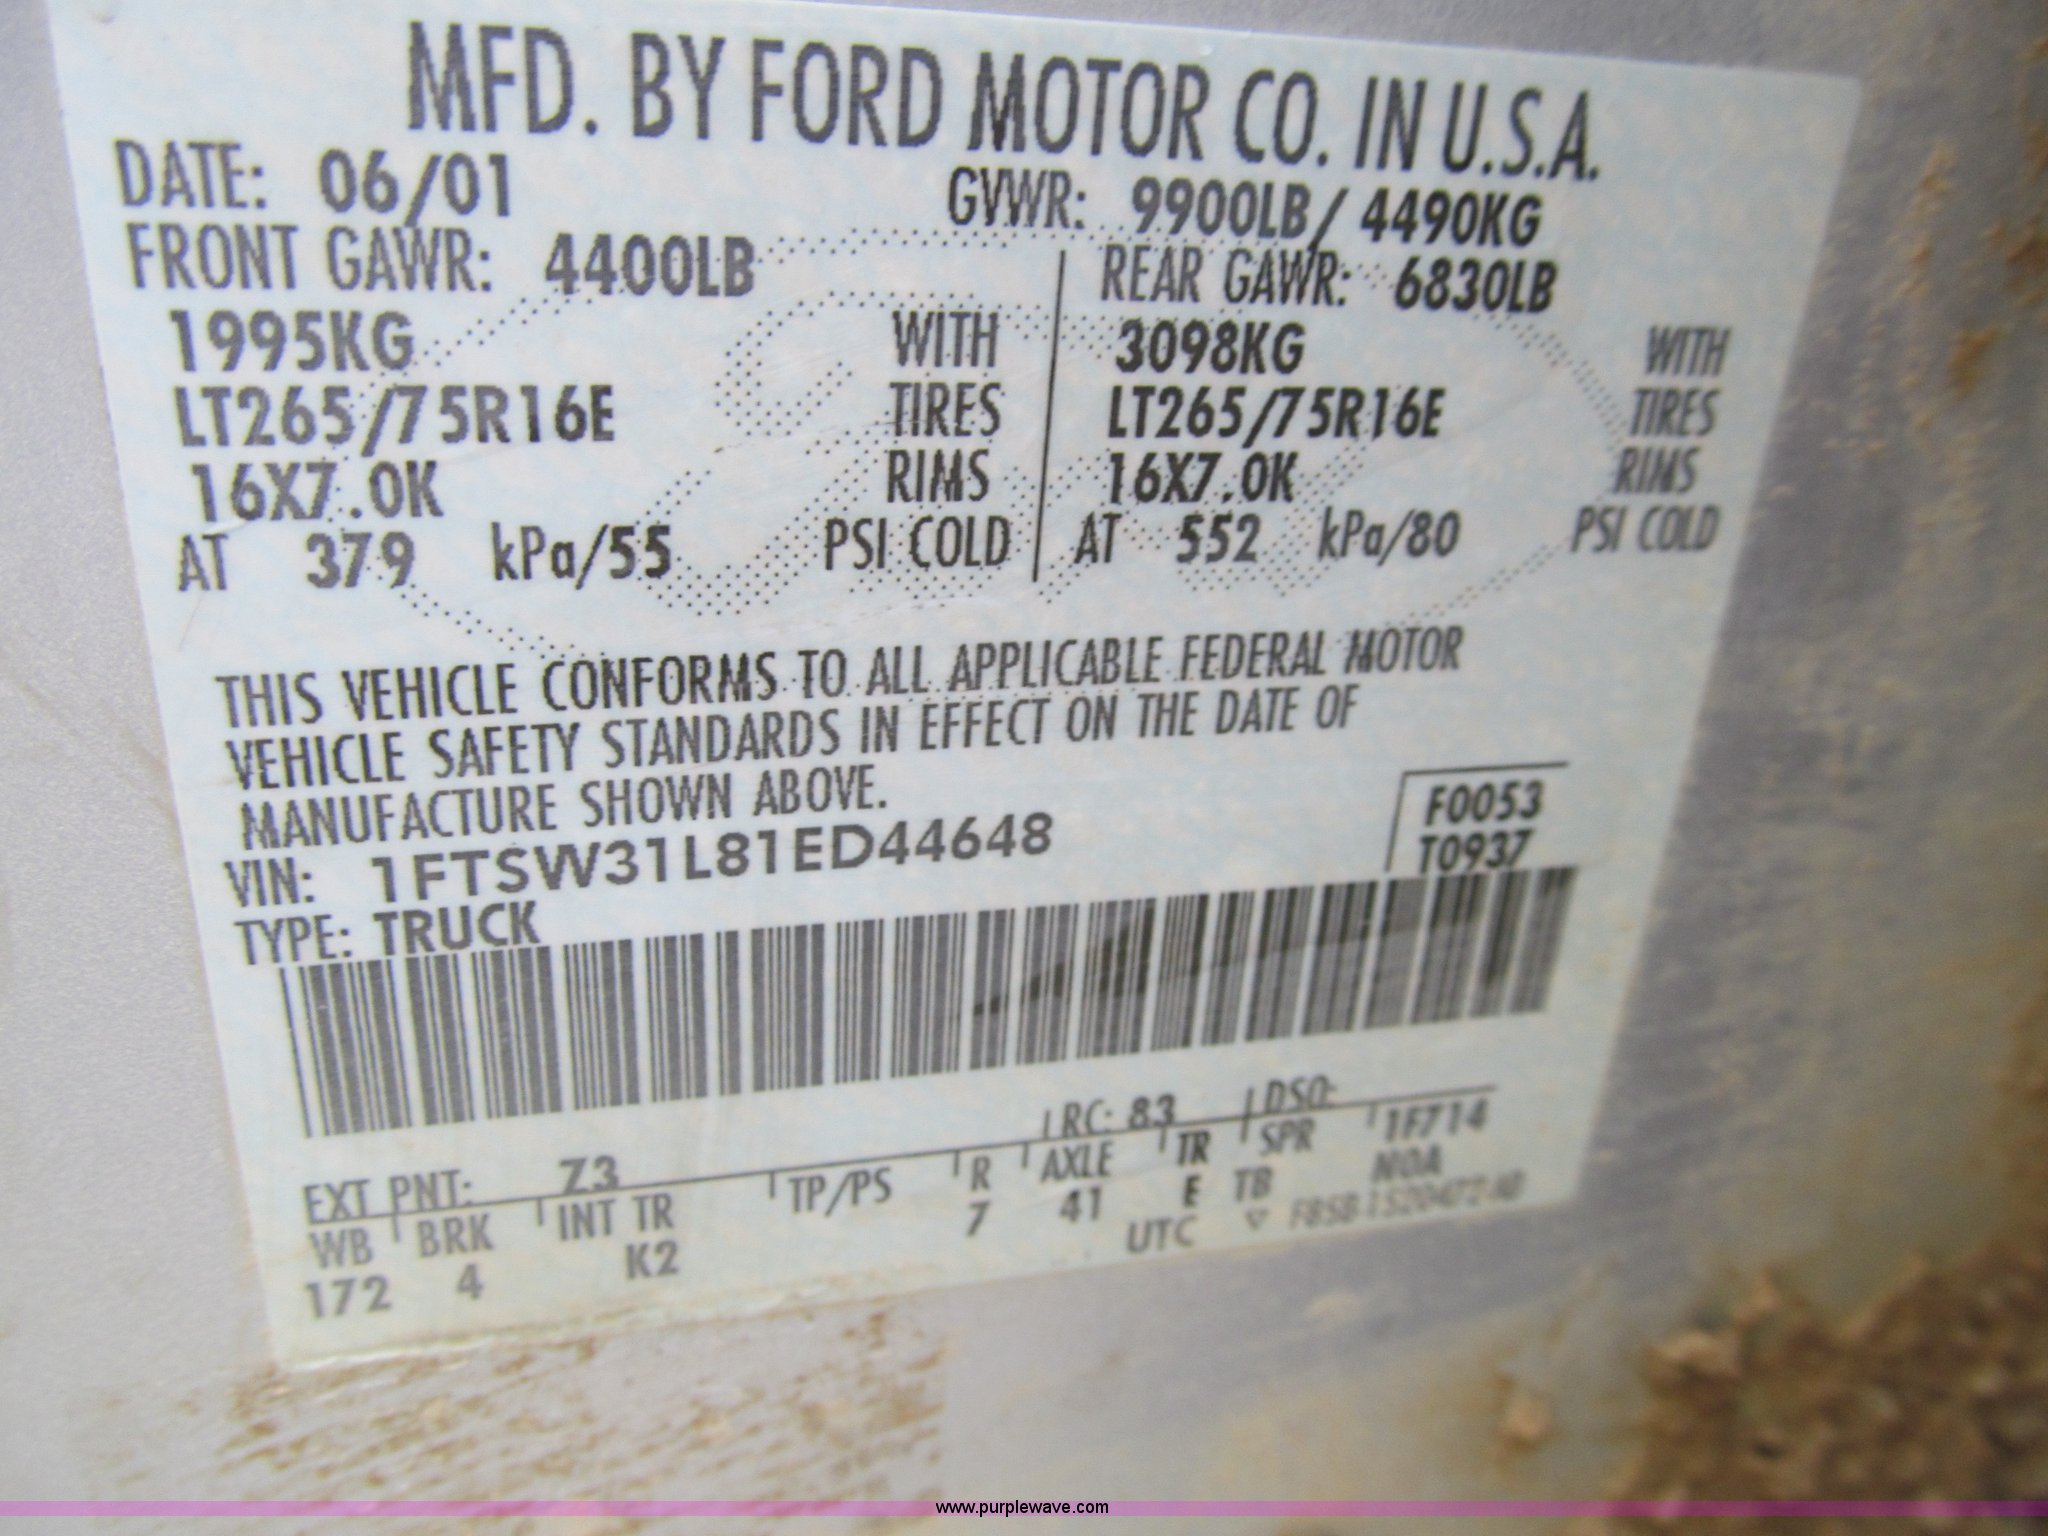 MFD. BY FORD MOTOR CO. IN U.S.A.
DATE: 06/01 GVWR: 9900LB/ 4490KG
FRONT GAWR: 4400LB REAR GAWR: 6830LB
1995KG WITH 3098KG WITH
LT265/75R16E TIRES LT265/75R16E TIRES
16X7.0K RIMS 16X7.0K RIMS
AT 379 kPa/55 PSI COLD AT 552 kPa/80 PSI COLD
THIS VEHICLE CONFORMS TO ALL APPLICABLE FEDERAL MOTOR
VEHICLE SAFETY STANDARDS IN EFFECT ON THE DATE OF
MANUFACTURE SHOWN ABOVE.
F0053
VIN: 1FTSW31L81ED44648 T0937
TYPE: TRUCK
EXT PNT: Z3 RC: 83 DSO:
WB BRK INT TR TP/PS R AXLE TR SPR 1F714
172 4 K2 7 41 E TB N0A
UTC
www.purplewave.com